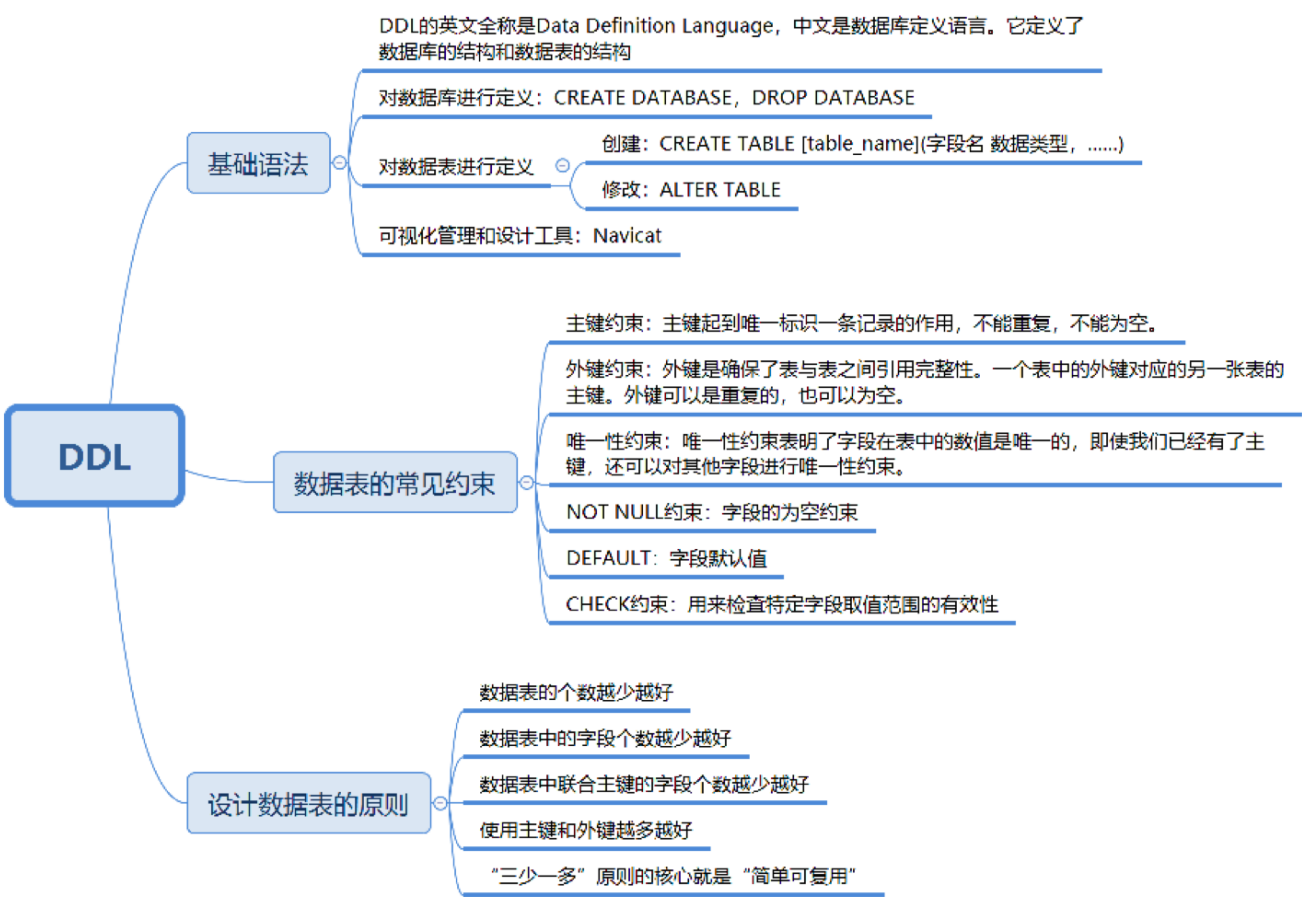 DDL的英文全称是Data Definition Language，中文是数据库定义语言。它定义了
数据库的结构和数据表的结构
对数据库进行定义：CREATE DATABASE，DROP DATABASE
基础语法
对数据表进行定义
创建：CREATE TABLE [table_name](字段名 数据类型，......)
修改：ALTER TABLE
可视化管理和设计工具：Navicat
主键约束：主键起到唯一标识一条记录的作用，不能重复，不能为空。
外键约束：外键是确保了表与表之间引用完整性。一个表中的外键对应的另一张表的
主键。外键可以是重复的，也可以为空。
DDL
数据表的常见约束
唯一性约束：唯一性约束表明了字段在表中的数值是唯一的，即使我们已经有了主
键，还可以对其他字段进行唯一性约束。
NOT NULL约束：字段的为空约束
DEFAULT：字段默认值
CHECK约束：用来检查特定字段取值范围的有效性
数据表的个数越少越好
数据表中的字段个数越少越好
设计数据表的原则
数据表中联合主键的字段个数越少越好
使用主键和外键越多越好
“三少一多”原则的核心就是“简单可复用”